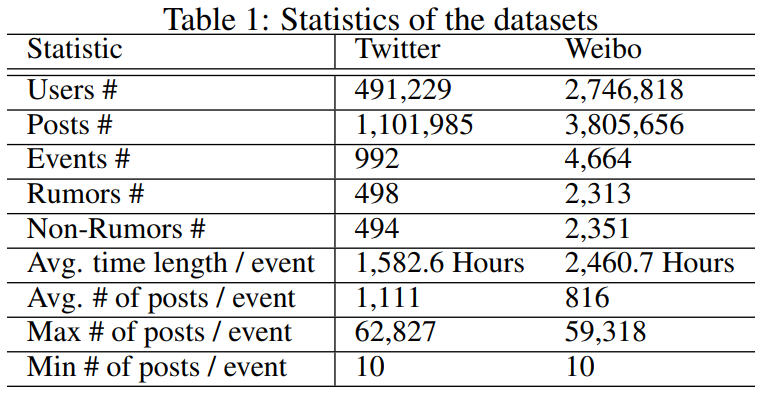 Table 1: Statistics of the datasets
Statistic Twitter Weibo
Users # 491,229 2,746,818
Posts # 1,101,985 3,805,656
Events # 992 4,664
Rumors # 498 2,313
Non-Rumors # 494 2,351
Avg. time length / event 1,582.6 Hours 2,460.7 Hours
Avg. # of posts / event 1,111 816
Max # of posts / event 62,827 59,318
Min # of posts / event 10 10